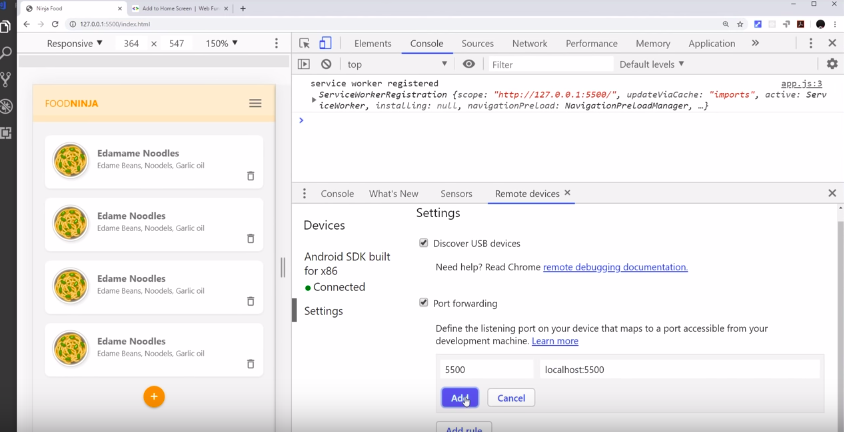 Ninja Food
Add to Home Screen | Web Fu
127.0.0.1:5500/index.html
Responsive ▼ 364 × 547 150% ▼
Elements Console Sources Network Performance Memory Application »
top ▼ Filter Default levels ▼
service worker registered app.js:3
ServiceWorkerRegistration {scope: "http://127.0.0.1:5500/", updateViaCache: "imports", active: Serv
iceWorker, installing: null, navigationPreload: NavigationPreloadManager, …}
FOODNINJA
Edamame Noodles
Edame Beans, Noodels, Garlic oil
Edame Noodles
Edame Beans, Noodels, Garlic oil
Edame Noodles
Edame Beans, Noodels, Garlic oil
Edame Noodles
Edame Beans, Noodels, Garlic oil
+
Console What's New Sensors Remote devices ×
Devices
Android SDK built
for x86
Connected
Settings
Settings
Discover USB devices
Need help? Read Chrome remote debugging documentation.
Port forwarding
Define the listening port on your device that maps to a port accessible from your
development machine. Learn more
5500 localhost:5500
Add Cancel
Add rule